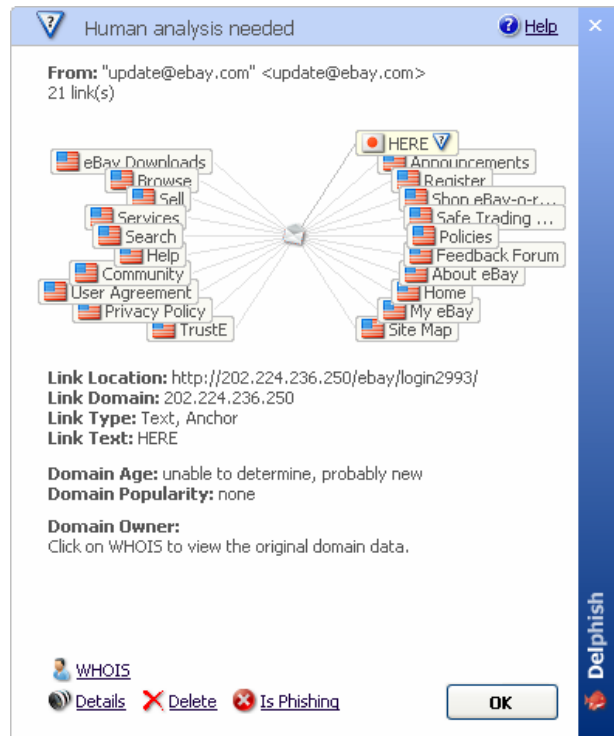 Human analysis needed
Help
From: "update@ebay.com" <update@ebay.com>
21 link(s)
HERE
eBay Downloads
Browse
Sell
Services
Search
Help
Community
User Agreement
Privacy Policy
TrustE
Announcements
Register
Shop eBay-o-r...
Safe Trading ...
Policies
Feedback Forum
About eBay
Home
My eBay
Site Map
Link Location: http://202.224.236.250/ebay/login2993/
Link Domain: 202.224.236.250
Link Type: Text, Anchor
Link Text: HERE
Domain Age: unable to determine, probably new
Domain Popularity: none
Domain Owner:
Click on WHOIS to view the original domain data.
WHOIS
Details Delete Is Phishing OK
Delphish